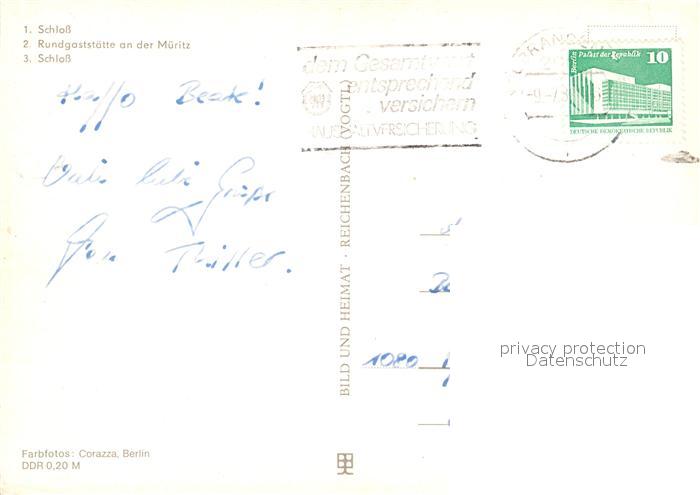 1. Schloß
2. Rundgaststätte an der Müritz
3. Schloß
Hallo Beate!
Viele liebe Grüße
Von
dem Gesamtwert
entsprechend
versichern
HAUSHALTVERSICHERUNG
Berlin Palast der Republik 10
DEUTSCHE DEMOKRATISCHE REPUBLIK
BILD UND HEIMAT · REICHENBACH (VOGTL)
1080
privacy protection
Datenschutz
Farbfotos: Corazza, Berlin
DDR 0,20 M